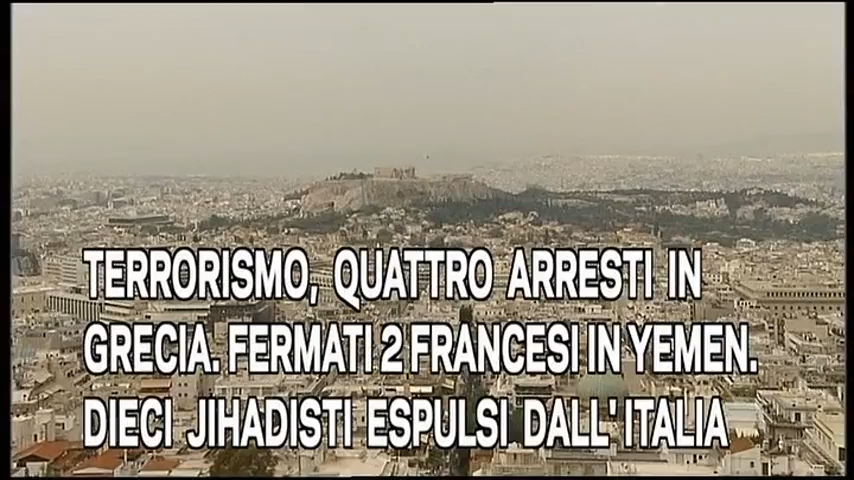 TERRORISMO, QUATTRO ARRESTI IN
GRECIA. FERMATI 2 FRANCESI IN YEMEN.
DIECI JIHADISTI ESPULSI DALL'ITALIA